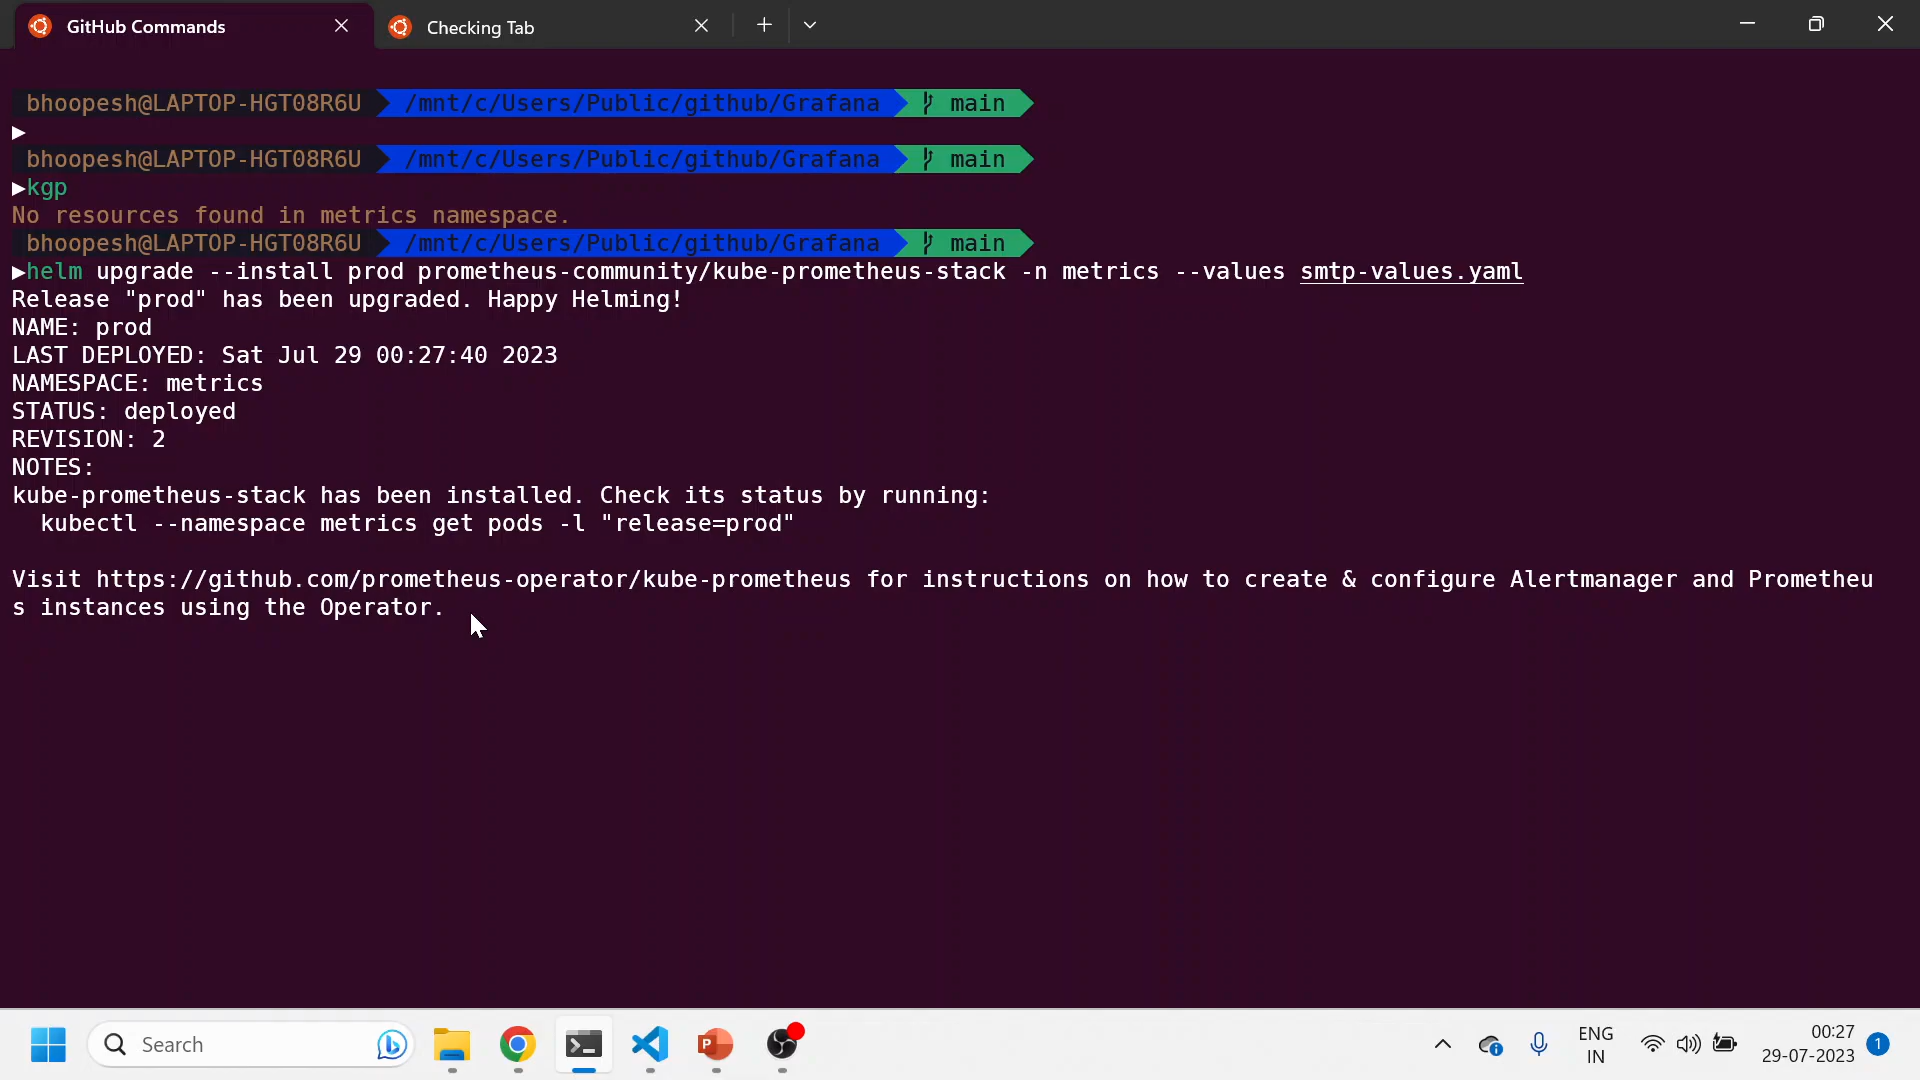 GitHub Commands
Checking Tab
bhoopesh@LAPTOP-HGT08R6U /mnt/c/Users/Public/github/Grafana main
▶
bhoopesh@LAPTOP-HGT08R6U /mnt/c/Users/Public/github/Grafana main
▶kgp
No resources found in metrics namespace.
bhoopesh@LAPTOP-HGT08R6U /mnt/c/Users/Public/github/Grafana main
▶helm upgrade --install prod prometheus-community/kube-prometheus-stack -n metrics --values smtp-values.yaml
Release "prod" has been upgraded. Happy Helming!
NAME: prod
LAST DEPLOYED: Sat Jul 29 00:27:40 2023
NAMESPACE: metrics
STATUS: deployed
REVISION: 2
NOTES:
kube-prometheus-stack has been installed. Check its status by running:
  kubectl --namespace metrics get pods -l "release=prod"

Visit https://github.com/prometheus-operator/kube-prometheus for instructions on how to create & configure Alertmanager and Prometheu
s instances using the Operator.
Search
P
ENG
IN
00:27
29-07-2023
1